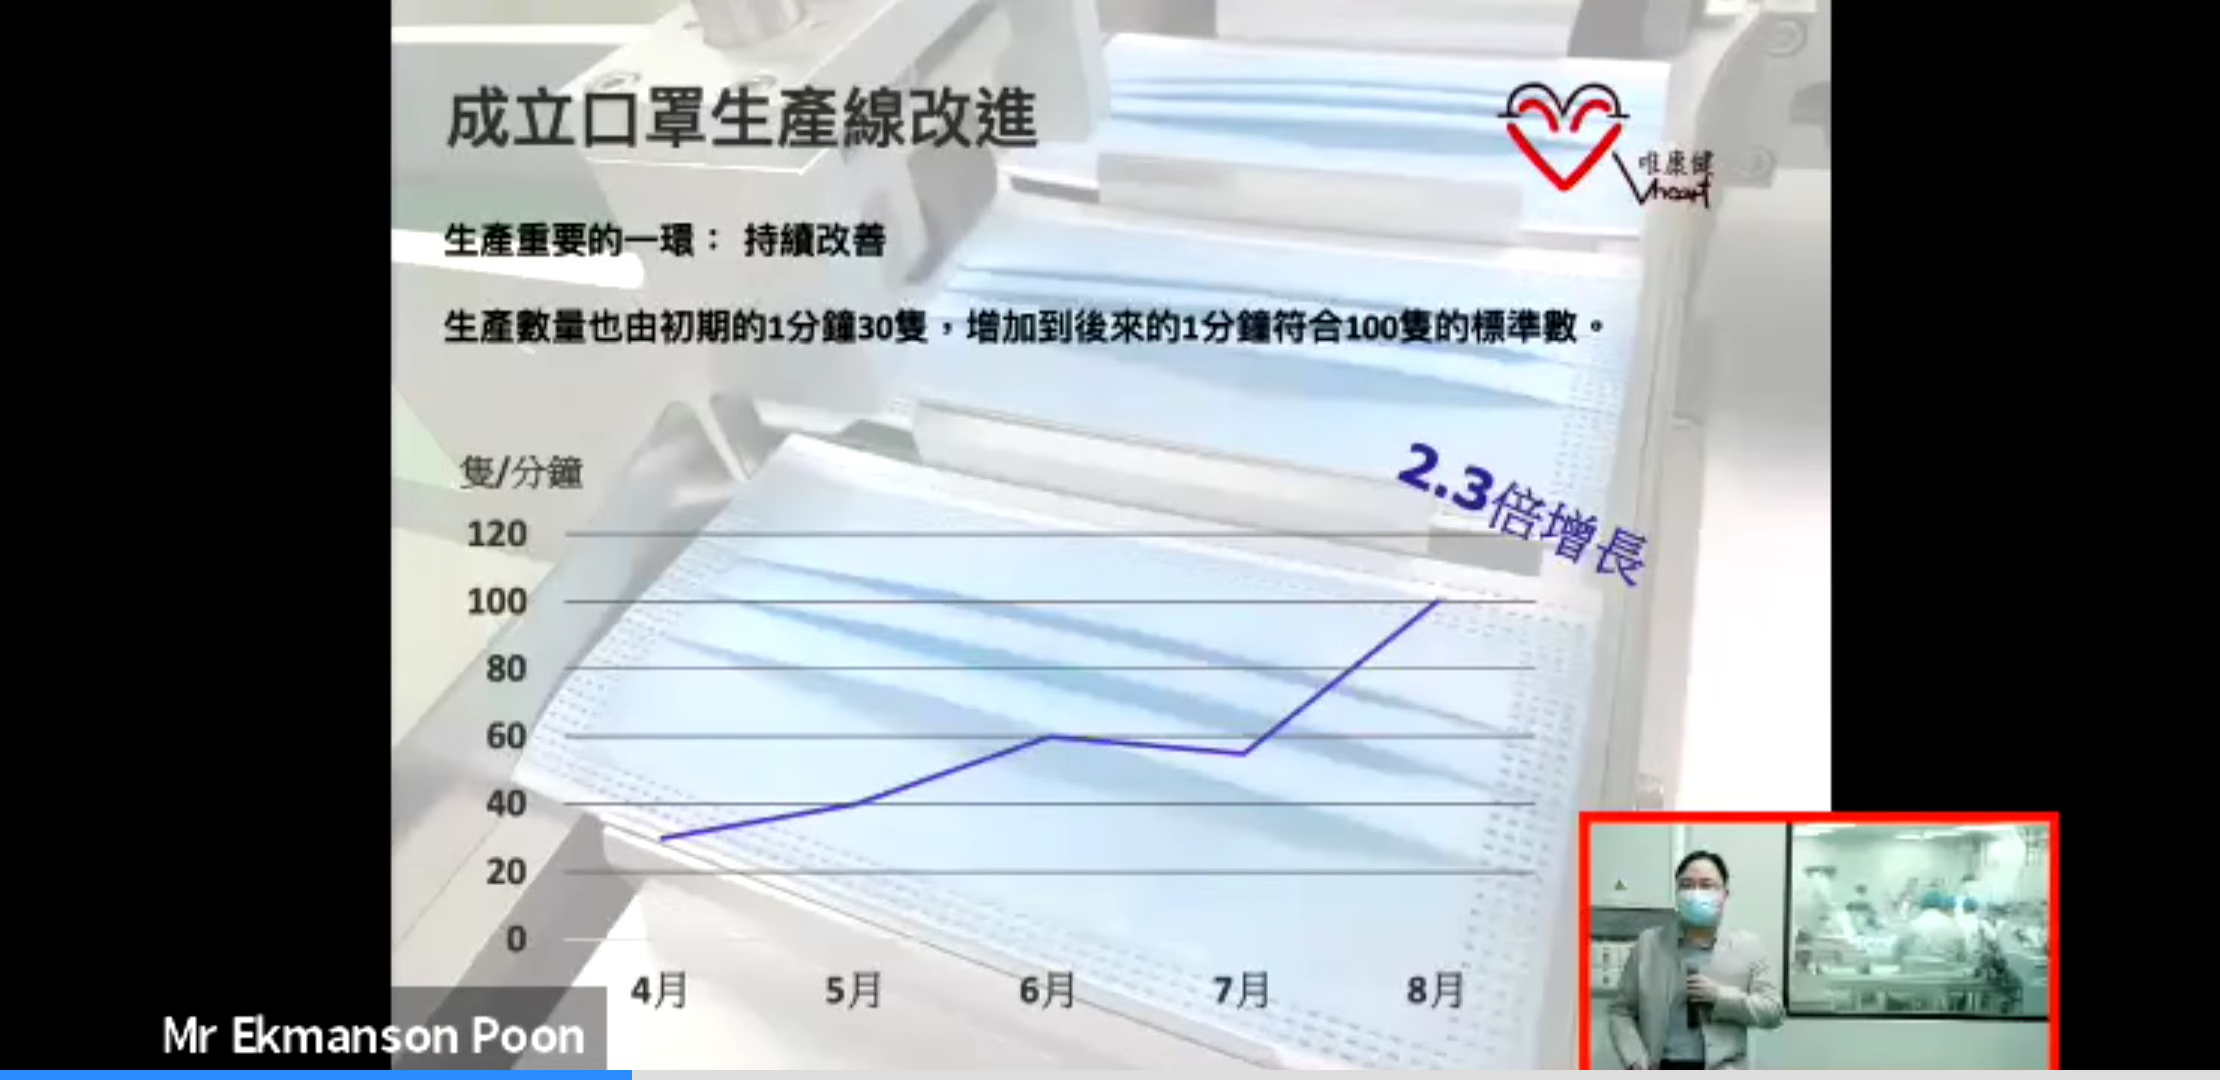 成立口罩生產線改進
唯康健
Vheart
生產重要的一環： 持續改善
生產數量也由初期的1分鐘30隻，增加到後來的1分鐘符合100隻的標準數。
2.3倍增長
隻/分鐘
120
100
80
60
40
20
0
4月 5月 6月 7月 8月
Mr Ekmanson Poon